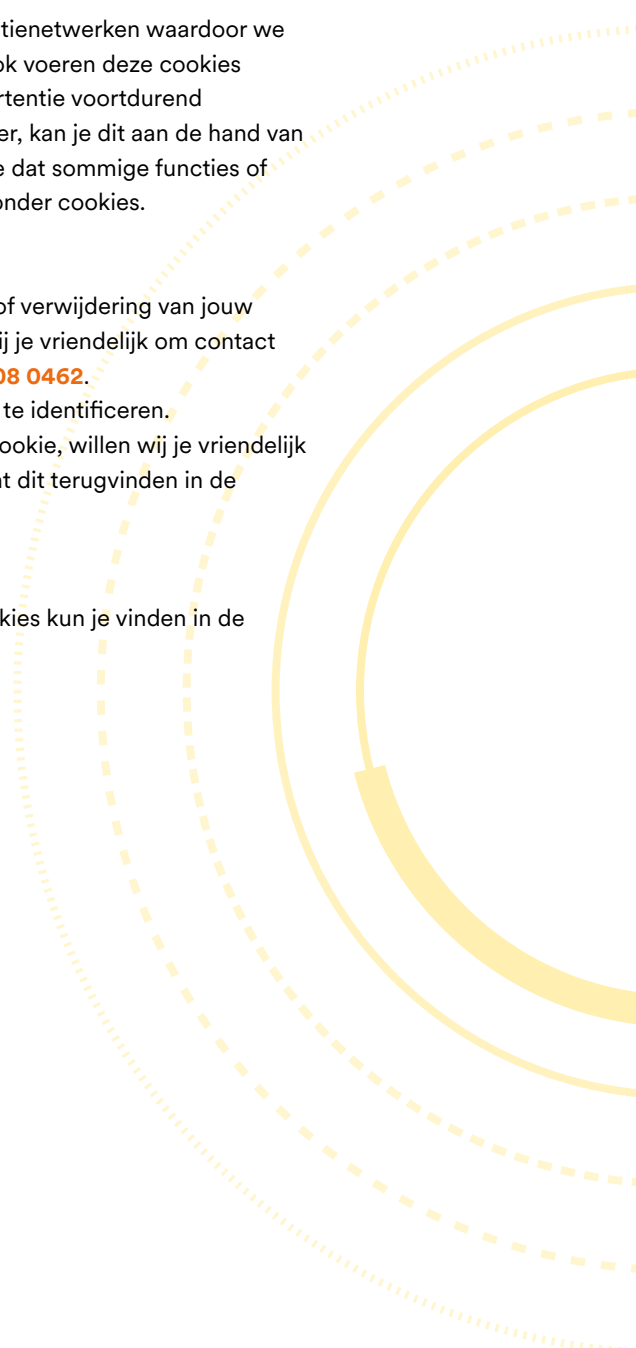 tienetwerken waardoor we
ok voeren deze cookies
rtentie voortdurend
er, kan je dit aan de hand van
e dat sommige functies of
onder cookies.
of verwijdering van jouw
ij je vriendelijk om contact
08 0462.
te identificeren.
ookie, willen wij je vriendelijk
t dit terugvinden in de
kies kun je vinden in de